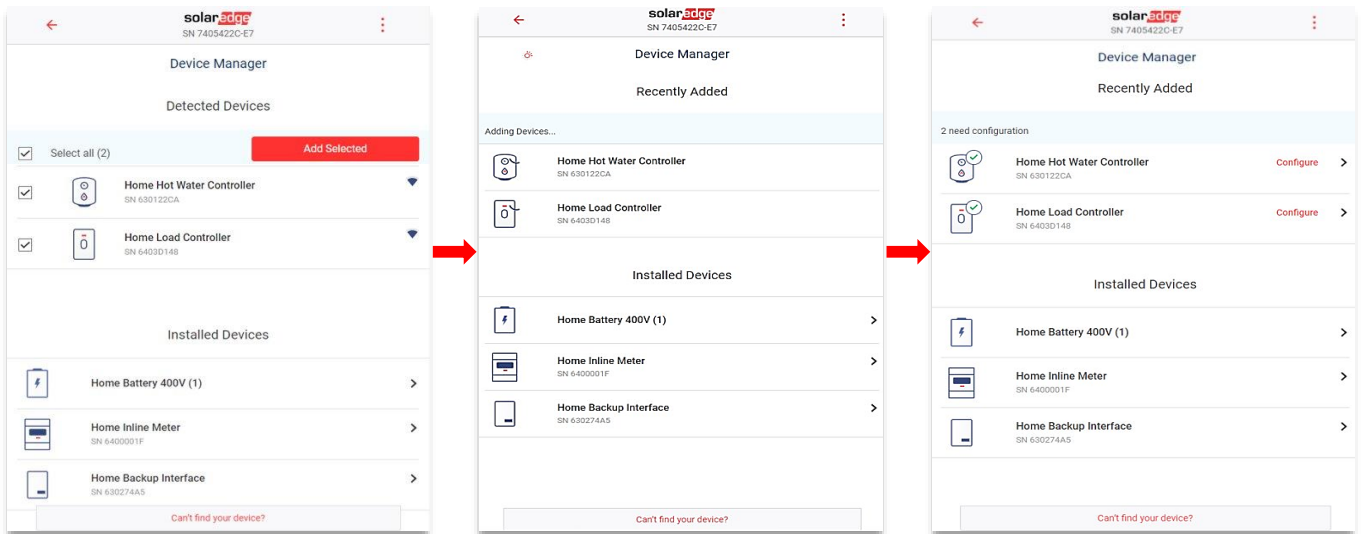 solaredge
SN 7405422C-E7
Device Manager
Detected Devices
Select all (2)
Add Selected
Home Hot Water Controller
SN 630122CA
Home Load Controller
SN 6403D148
Installed Devices
Home Battery 400V (1)
Home Inline Meter
SN 6400001F
Home Backup Interface
SN 630274A5
Can't find your device?
solaredge
SN 7405422C-E7
Device Manager
Recently Added
Adding Devices...
Home Hot Water Controller
SN 630122CA
Home Load Controller
SN 6403D148
Installed Devices
Home Battery 400V (1)
Home Inline Meter
SN 6400001F
Home Backup Interface
SN 630274A5
Can't find your device?
solaredge
SN 7405422C-E7
Device Manager
Recently Added
2 need configuration
Home Hot Water Controller
Configure
SN 630122CA
Home Load Controller
Configure
SN 6403D148
Installed Devices
Home Battery 400V (1)
Home Inline Meter
SN 6400001F
Home Backup Interface
SN 630274A5
Can't find your device?